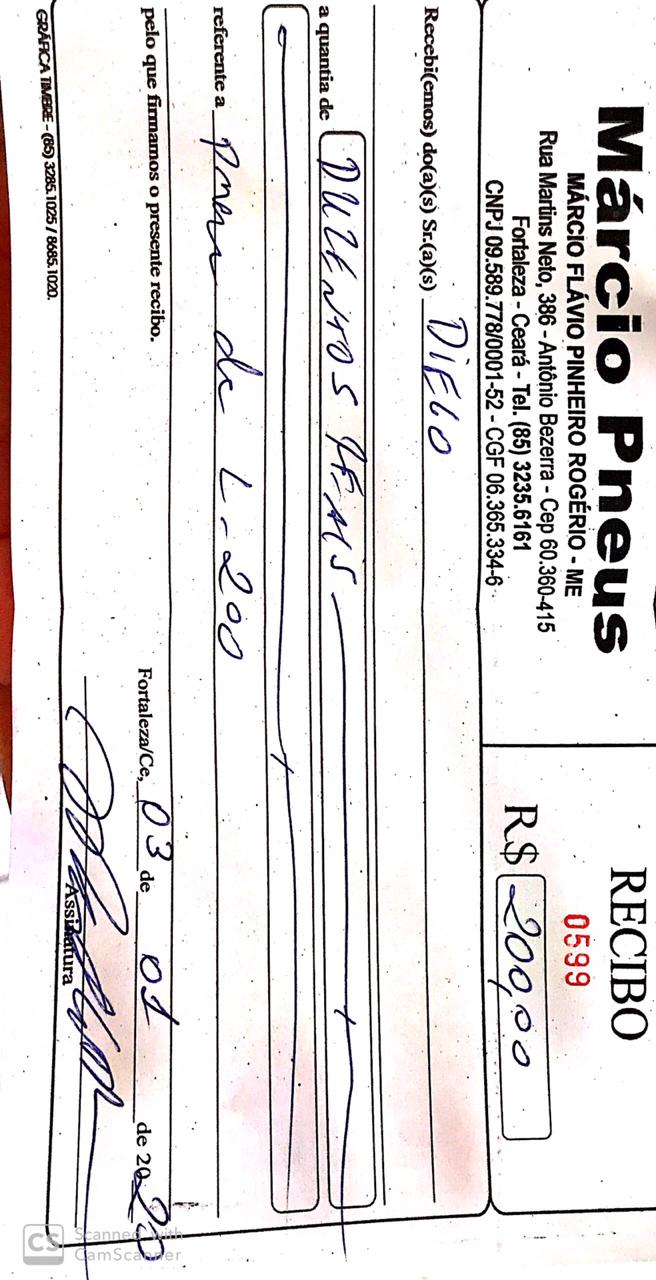 Márcio Pneus
MÁRCIO FLÁVIO PINHEIRO ROGÉRIO - ME
Rua Martins Neto, 386 - Antônio Bezerra - Cep 60.360-415
Fortaleza - Ceará - Tel. (85) 3235.6161
CNPJ 09.589.778/0001-52 - CGF 06.365.334-6
RECIBO
0599
R$ 200,00
Recebi(emos) do(a)(s) Sr.(a)(s) DIEGO
a quantia de DUZENTOS REAIS
referente a de L-200
pelo que firmamos o presente recibo.
Fortaleza/Ce, 03 de 01 de 2020
Assinatura
GRÁFICA TIMBRE - (85) 3285.1025 / 8685.1020.
CS Scanned with
CamScanner